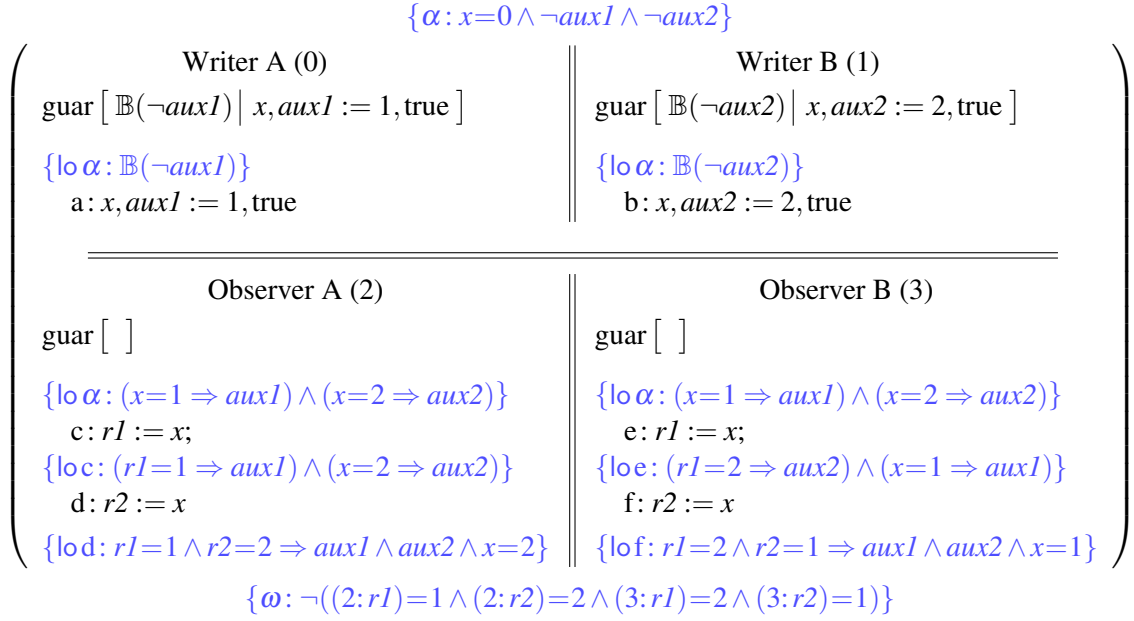 {α: x=0 ∧ ¬aux1 ∧ ¬aux2}
Writer A (0)
guar [ 𝔹(¬aux1) | x, aux1 := 1, true ]
{lo α: 𝔹(¬aux1)}
a: x, aux1 := 1, true
Writer B (1)
guar [ 𝔹(¬aux2) | x, aux2 := 2, true ]
{lo α: 𝔹(¬aux2)}
b: x, aux2 := 2, true
Observer A (2)
guar [ ]
{lo α: (x=1 ⇒ aux1) ∧ (x=2 ⇒ aux2)}
c: r1 := x;
{lo c: (r1=1 ⇒ aux1) ∧ (x=2 ⇒ aux2)}
d: r2 := x
{lo d: r1=1 ∧ r2=2 ⇒ aux1 ∧ aux2 ∧ x=2}
Observer B (3)
guar [ ]
{lo α: (x=1 ⇒ aux1) ∧ (x=2 ⇒ aux2)}
e: r1 := x;
{lo e: (r1=2 ⇒ aux2) ∧ (x=1 ⇒ aux1)}
f: r2 := x
{lo f: r1=2 ∧ r2=1 ⇒ aux1 ∧ aux2 ∧ x=1}
{ω: ¬((2: r1)=1 ∧ (2: r2)=2 ∧ (3: r1)=2 ∧ (3: r2)=1)}